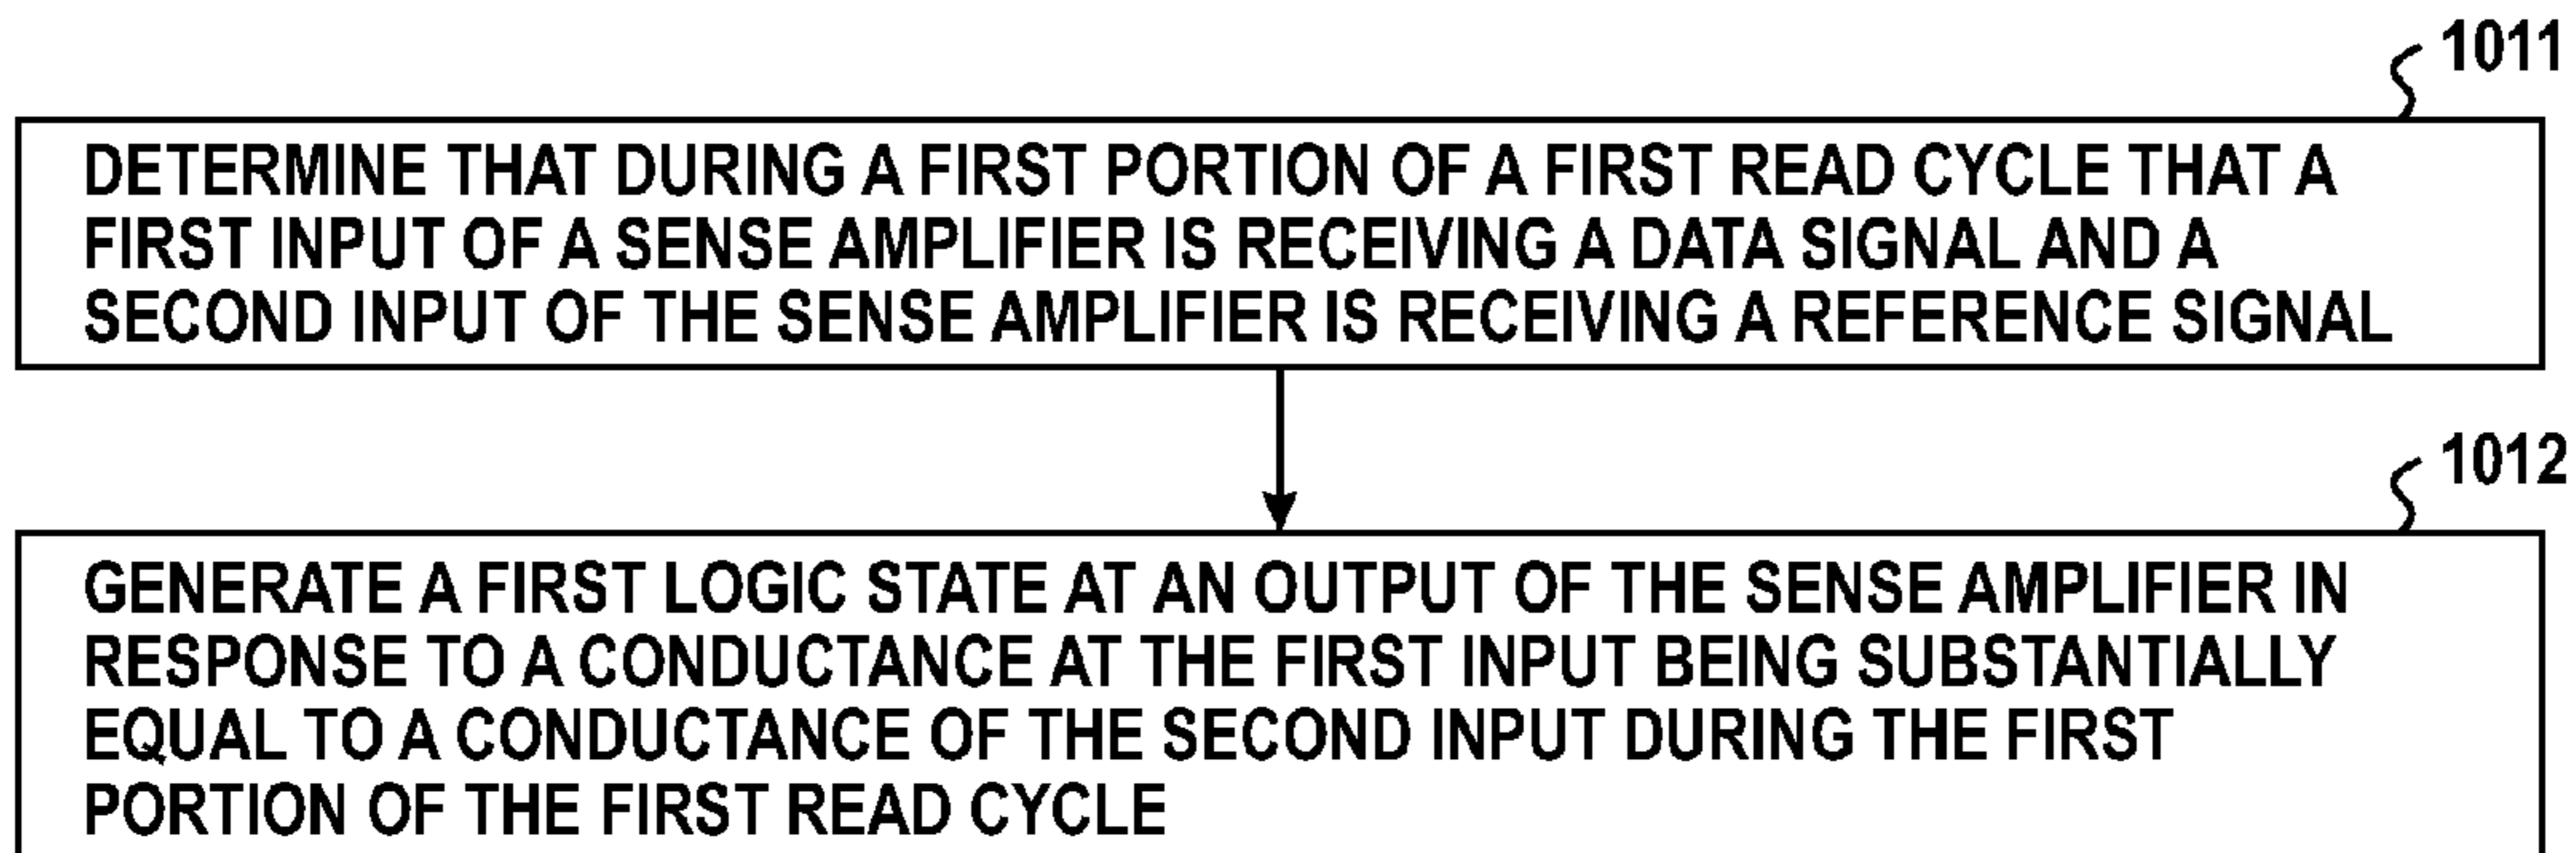 1011
DETERMINE THAT DURING A FIRST PORTION OF A FIRST READ CYCLE THAT A
FIRST INPUT OF A SENSE AMPLIFIER IS RECEIVING A DATA SIGNAL AND A
SECOND INPUT OF THE SENSE AMPLIFIER IS RECEIVING A REFERENCE SIGNAL
1012
GENERATE A FIRST LOGIC STATE AT AN OUTPUT OF THE SENSE AMPLIFIER IN
RESPONSE TO A CONDUCTANCE AT THE FIRST INPUT BEING SUBSTANTIALLY
EQUAL TO A CONDUCTANCE OF THE SECOND INPUT DURING THE FIRST
PORTION OF THE FIRST READ CYCLE